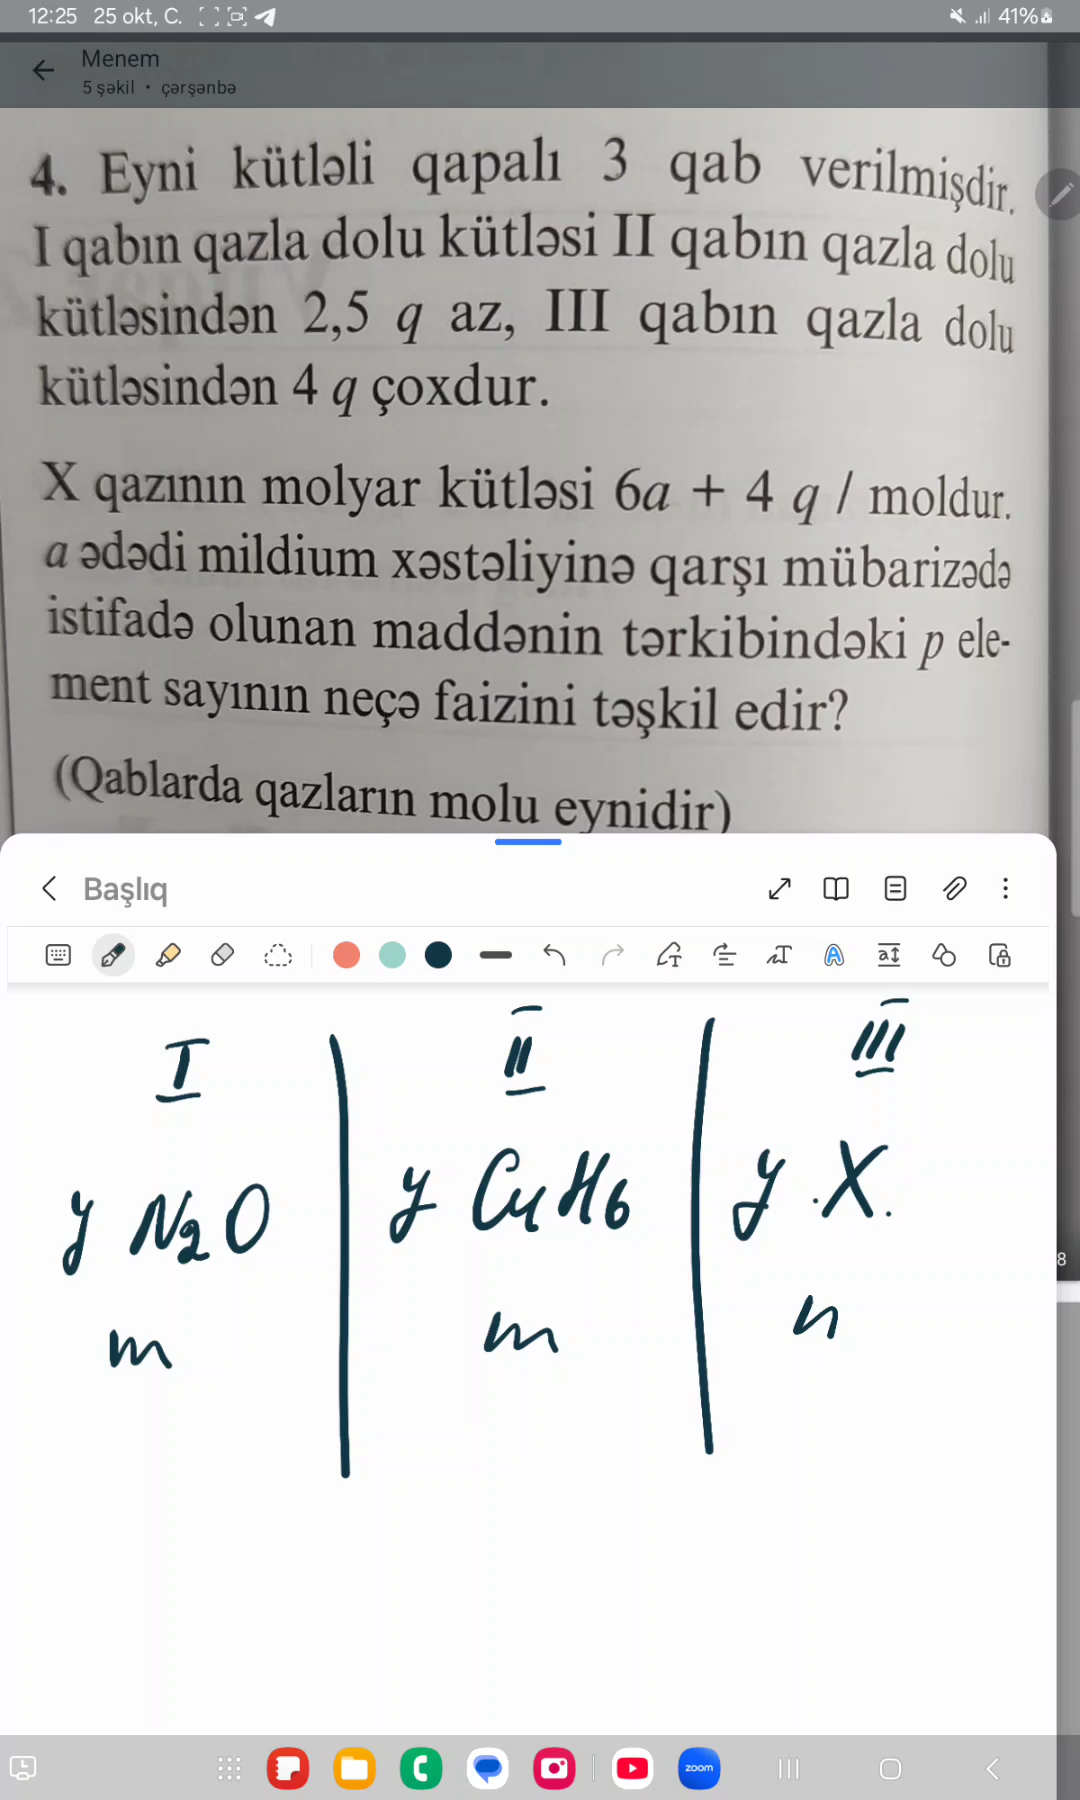 12:25 25 okt, C. 41%
Menem
5 şəkil • çərşənbə
4. Eyni kütləli qapalı 3 qab verilmişdir.
I qabın qazla dolu kütləsi II qabın qazla dolu
kütləsindən 2,5 q az, III qabın qazla dolu
kütləsindən 4 q çoxdur.
X qazının molyar kütləsi 6a + 4 q / moldur.
a ədədi mildium xəstəliyinə qarşı mübarizədə
istifadə olunan maddənin tərkibindəki p ele-
ment sayının neçə faizini təşkil edir?
(Qablarda qazların molu eynidir)
Başlıq
I II III
y N2O y C4H6 y .X.
8
m m n
zoom